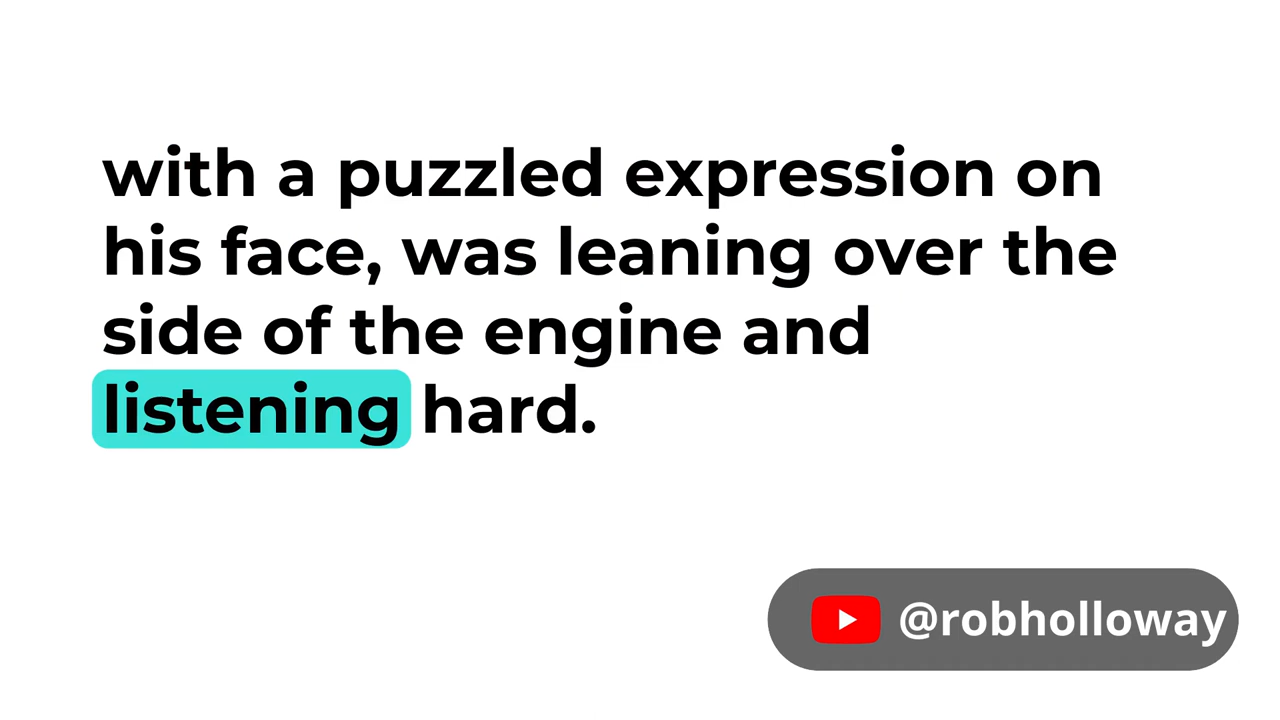 with a puzzled expression on
his face, was leaning over the
side of the engine and
listening hard.
@robholloway